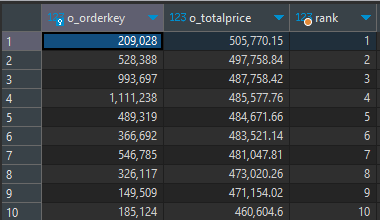 123 o_orderkey 123 o_totalprice 123 rank
1 209,028 505,770.15 1
2 528,388 497,758.84 2
3 993,697 487,758.42 3
4 1,111,238 485,577.76 4
5 489,319 484,671.66 5
6 366,692 483,521.14 6
7 546,785 481,047.81 7
8 326,117 473,020.26 8
9 149,509 471,154.02 9
10 185,124 460,604.6 10